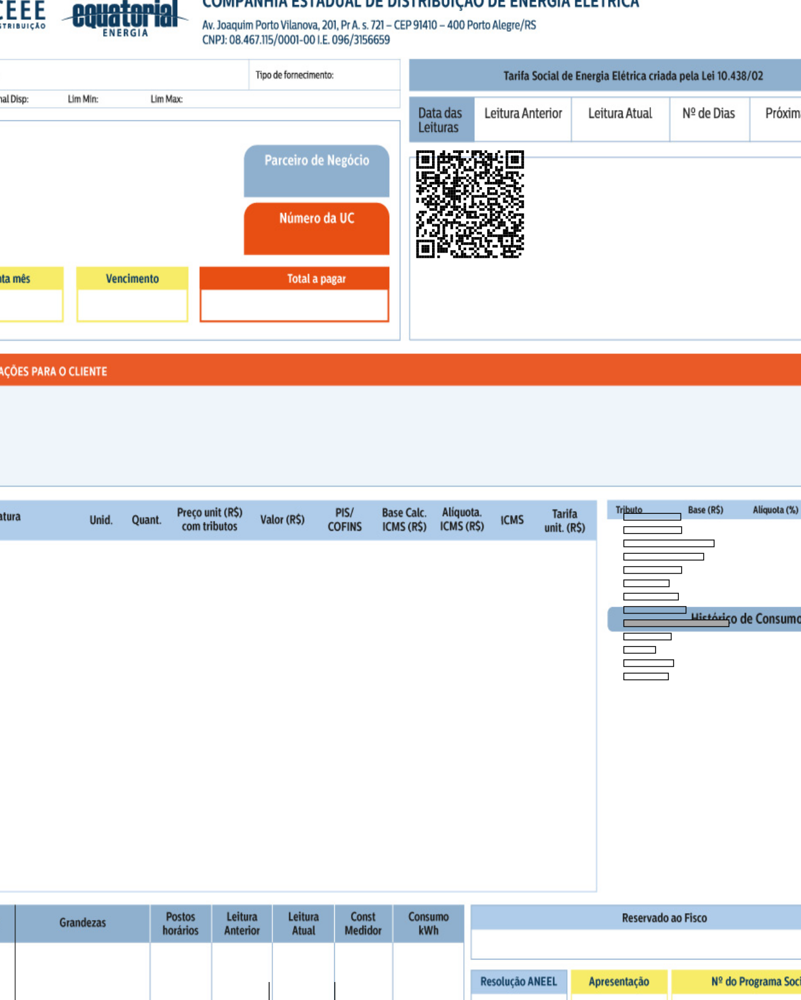 CEEE
STRIBUIÇÃO
equatorial
ENERGIA
COMPANHIA ESTADUAL DE DISTRIBUIÇÃO DE ENERGIA ELÉTRICA
Av. Joaquim Porto Vilanova, 201, Pr A. s. 721 – CEP 91410 – 400 Porto Alegre/RS
CNPJ: 08.467.115/0001-00 I.E. 096/3156659
Tipo de fornecimento:
nal Disp: Lim Min: Lim Max:
Tarifa Social de Energia Elétrica criada pela Lei 10.438/02
Data das Leituras
Leitura Anterior
Leitura Atual
Nº de Dias
Próxima
Parceiro de Negócio
Número da UC
nta mês
Vencimento
Total a pagar
AÇÕES PARA O CLIENTE
atura
Unid.
Quant.
Preço unit (R$)
com tributos
Valor (R$)
PIS/
COFINS
Base Calc.
ICMS (R$)
Alíquota.
ICMS (R$)
ICMS
Tarifa
unit. (R$)
Tributo
Base (R$)
Alíquota (%)
Histórico de Consumo
Grandezas
Postos
horários
Leitura
Anterior
Leitura
Atual
Const
Medidor
Consumo
kWh
Reservado ao Fisco
Resolução ANEEL
Apresentação
Nº do Programa Soci